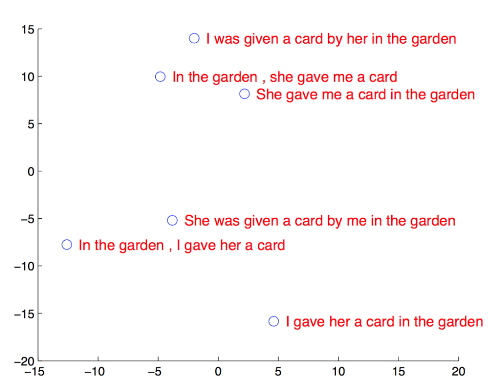 15
I was given a card by her in the garden
10
In the garden , she gave me a card
She gave me a card in the garden
5
0
−5
She was given a card by me in the garden
In the garden , I gave her a card
−10
−15
I gave her a card in the garden
−20
−15 −10 −5 0 5 10 15 20